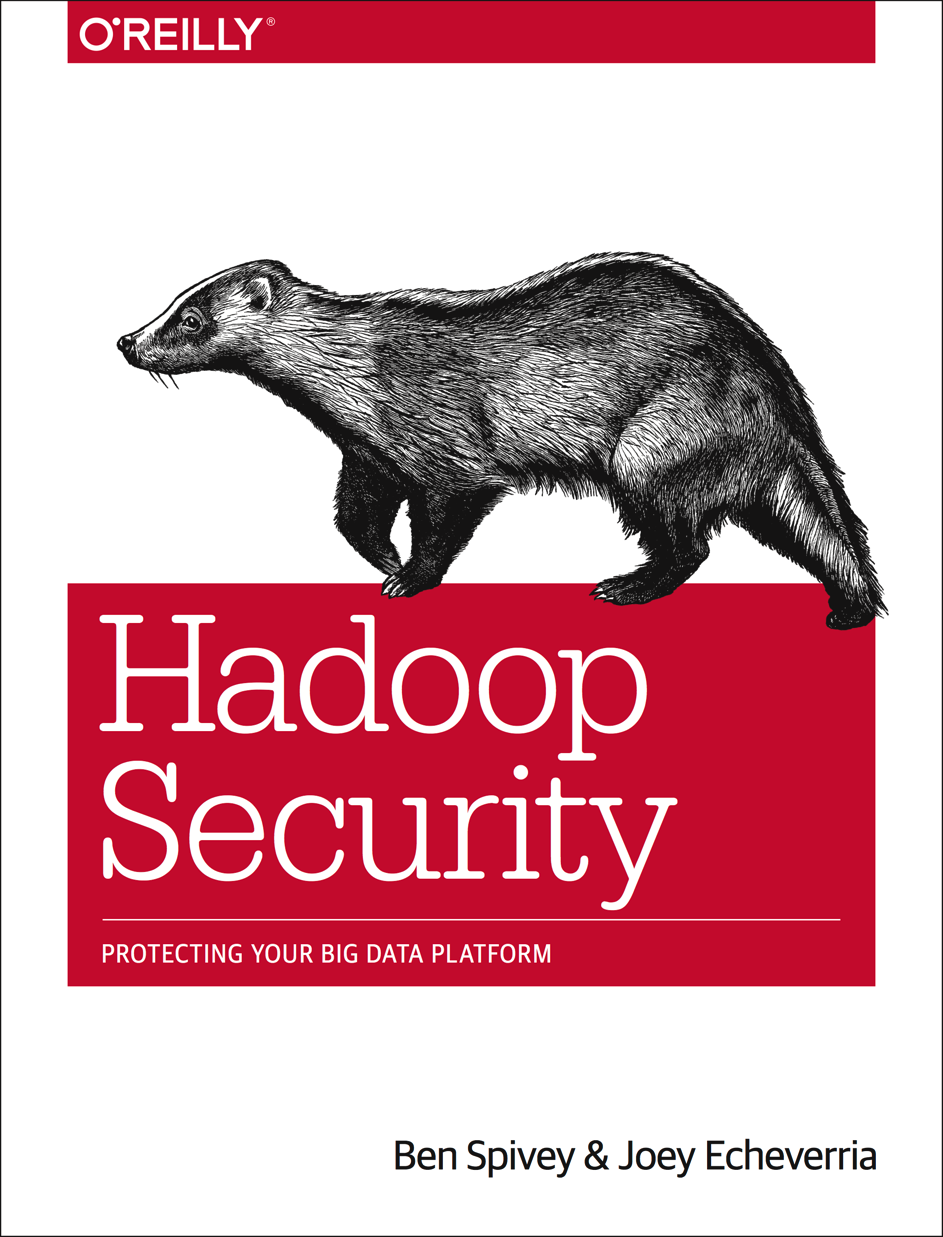 O'REILLY®
Hadoop
Security
PROTECTING YOUR BIG DATA PLATFORM
Ben Spivey & Joey Echeverria